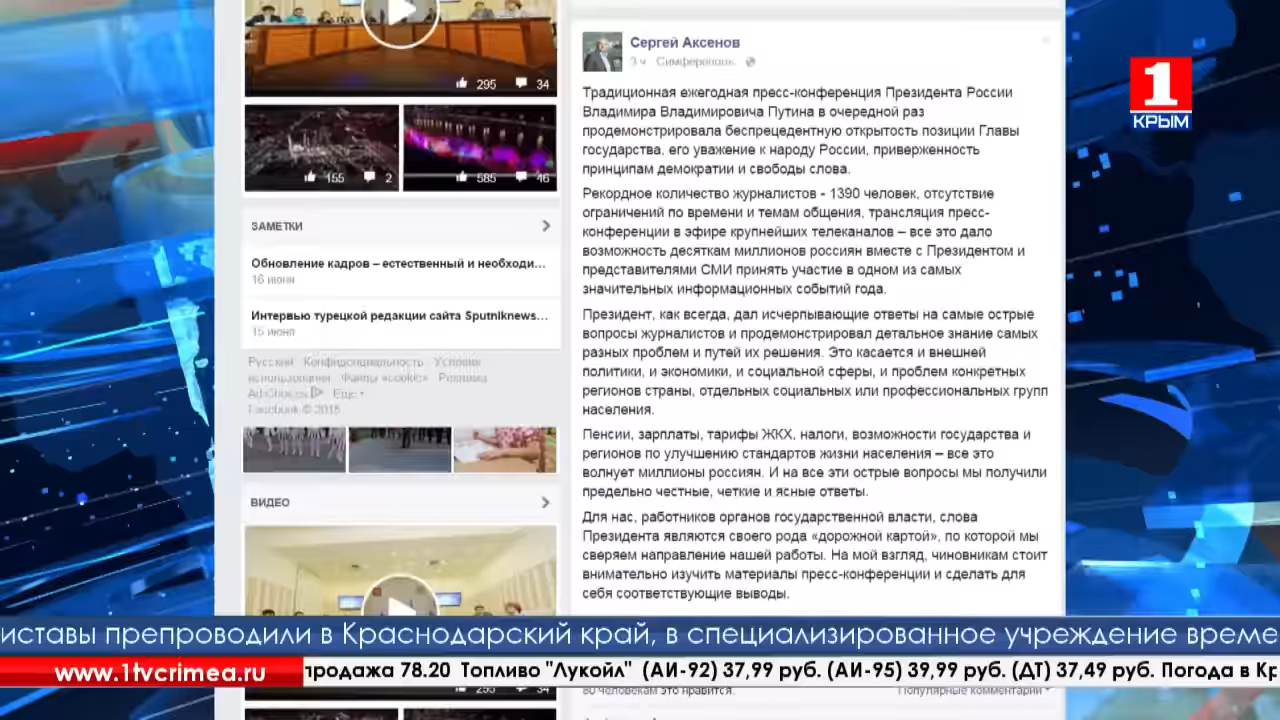 295 34
155 2
585 46
ЗАМЕТКИ
Обновление кадров – естественный и необходи...
16 июня
Интервью турецкой редакции сайта Sputniknews...
15 июня
Русский Конфиденциальность Условия
использования Файлы «cookie» Реклама
AdChoices Еще
Facebook © 2015
ВИДЕО
Сергей Аксенов
3 ч Симферополь
Традиционная ежегодная пресс-конференция Президента России
Владимира Владимировича Путина в очередной раз
продемонстрировала беспрецедентную открытость позиции Главы
государства, его уважение к народу России, приверженность
принципам демократии и свободы слова.
Рекордное количество журналистов - 1390 человек, отсутствие
ограничений по времени и темам общения, трансляция пресс-
конференции в эфире крупнейших телеканалов – все это дало
возможность десяткам миллионов россиян вместе с Президентом и
представителями СМИ принять участие в одном из самых
значительных информационных событий года.
Президент, как всегда, дал исчерпывающие ответы на самые острые
вопросы журналистов и продемонстрировал детальное знание самых
разных проблем и путей их решения. Это касается и внешней
политики, и экономики, и социальной сферы, и проблем конкретных
регионов страны, отдельных социальных или профессиональных групп
населения.
Пенсии, зарплаты, тарифы ЖКХ, налоги, возможности государства и
регионов по улучшению стандартов жизни населения – все это
волнует миллионы россиян. И на все эти острые вопросы мы получили
предельно честные, четкие и ясные ответы.
Для нас, работников органов государственной власти, слова
Президента являются своего рода «дорожной картой», по которой мы
сверяем направление нашей работы. На мой взгляд, чиновникам стоит
внимательно изучить материалы пресс-конференции и сделать для
себя соответствующие выводы.
1
КРЫМ
иставы препроводили в Краснодарский край, в специализированное учреждение време
www.1tvcrimea.ru
продажа 78.20 Топливо "Лукойл" (АИ-92) 37,99 руб. (АИ-95) 39,99 руб. (ДТ) 37,49 руб. Погода в Кр
295 34
80 человекам это нравится. Популярные комментарии